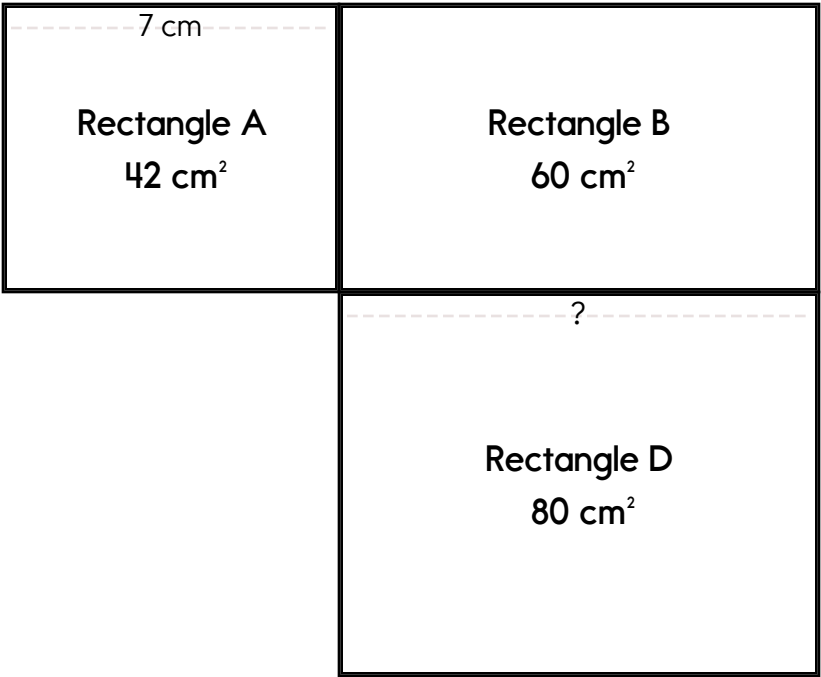 7 cm
Rectangle A
42 cm²
Rectangle B
60 cm²
?
Rectangle D
80 cm²